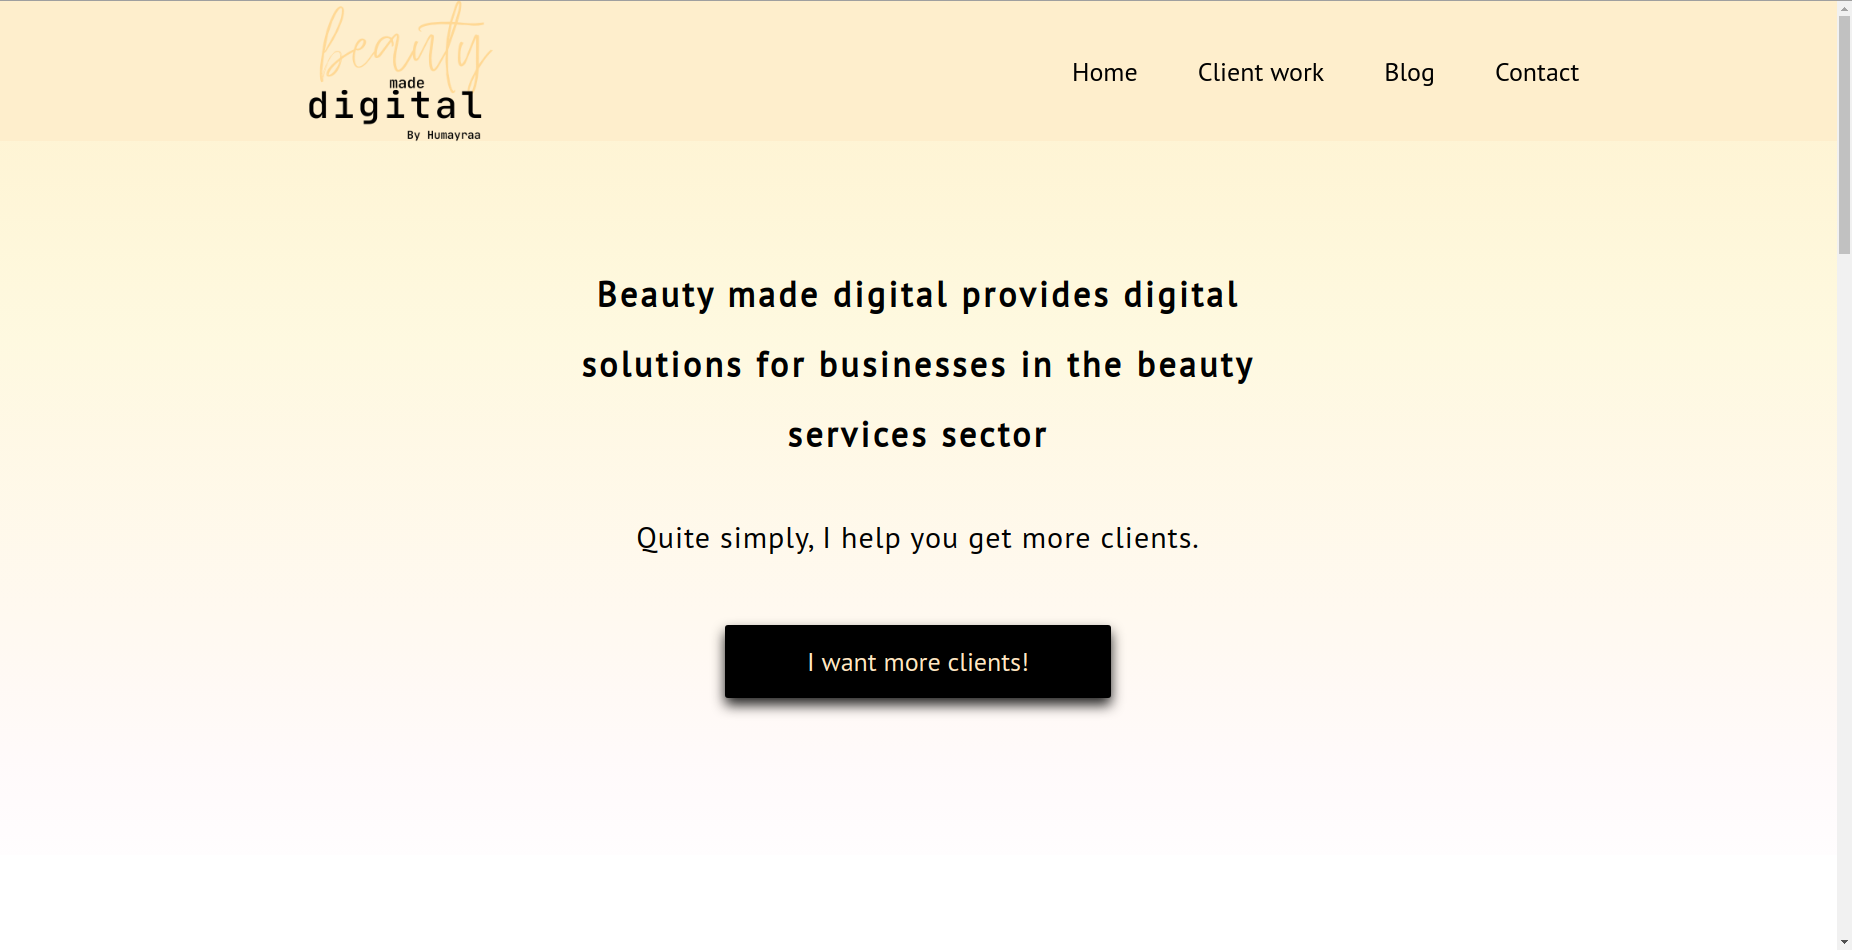 beauty
made
digital
By Humayraa
Home Client work Blog Contact
Beauty made digital provides digital
solutions for businesses in the beauty
services sector
Quite simply, I help you get more clients.
I want more clients!